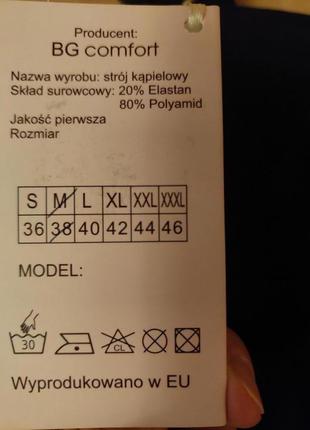 Producent:
BG comfort
Nazwa wyrobu: strój kąpielowy
Skład surowcowy: 20% Elastan
80% Polyamid
Jakość pierwsza
Rozmiar
S M L XL XXL XXXL
36 38 40 42 44 46
MODEL:
30 CL
Wyprodukowano w EU